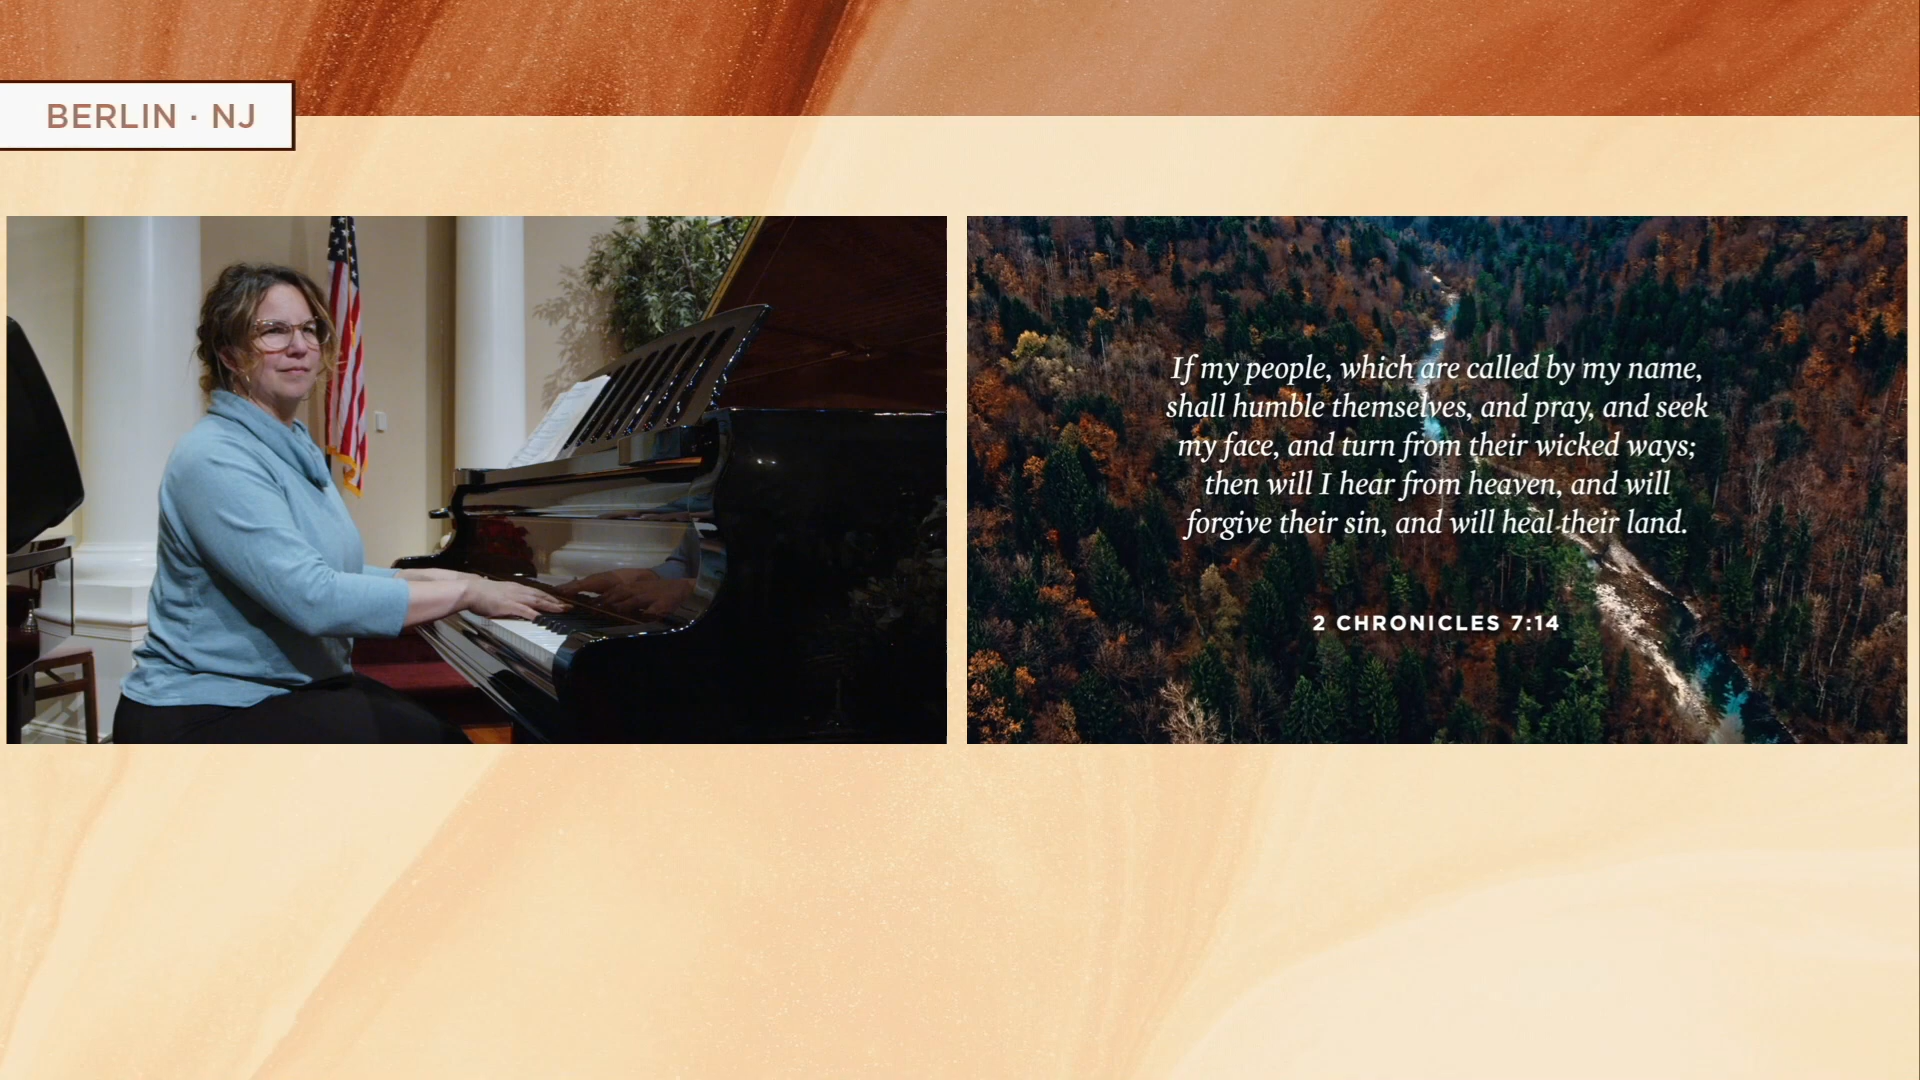 BERLIN · NJ
If my people, which are called by my name,
shall humble themselves, and pray, and seek
my face, and turn from their wicked ways;
then will I hear from heaven, and will
forgive their sin, and will heal their land.
2 CHRONICLES 7:14